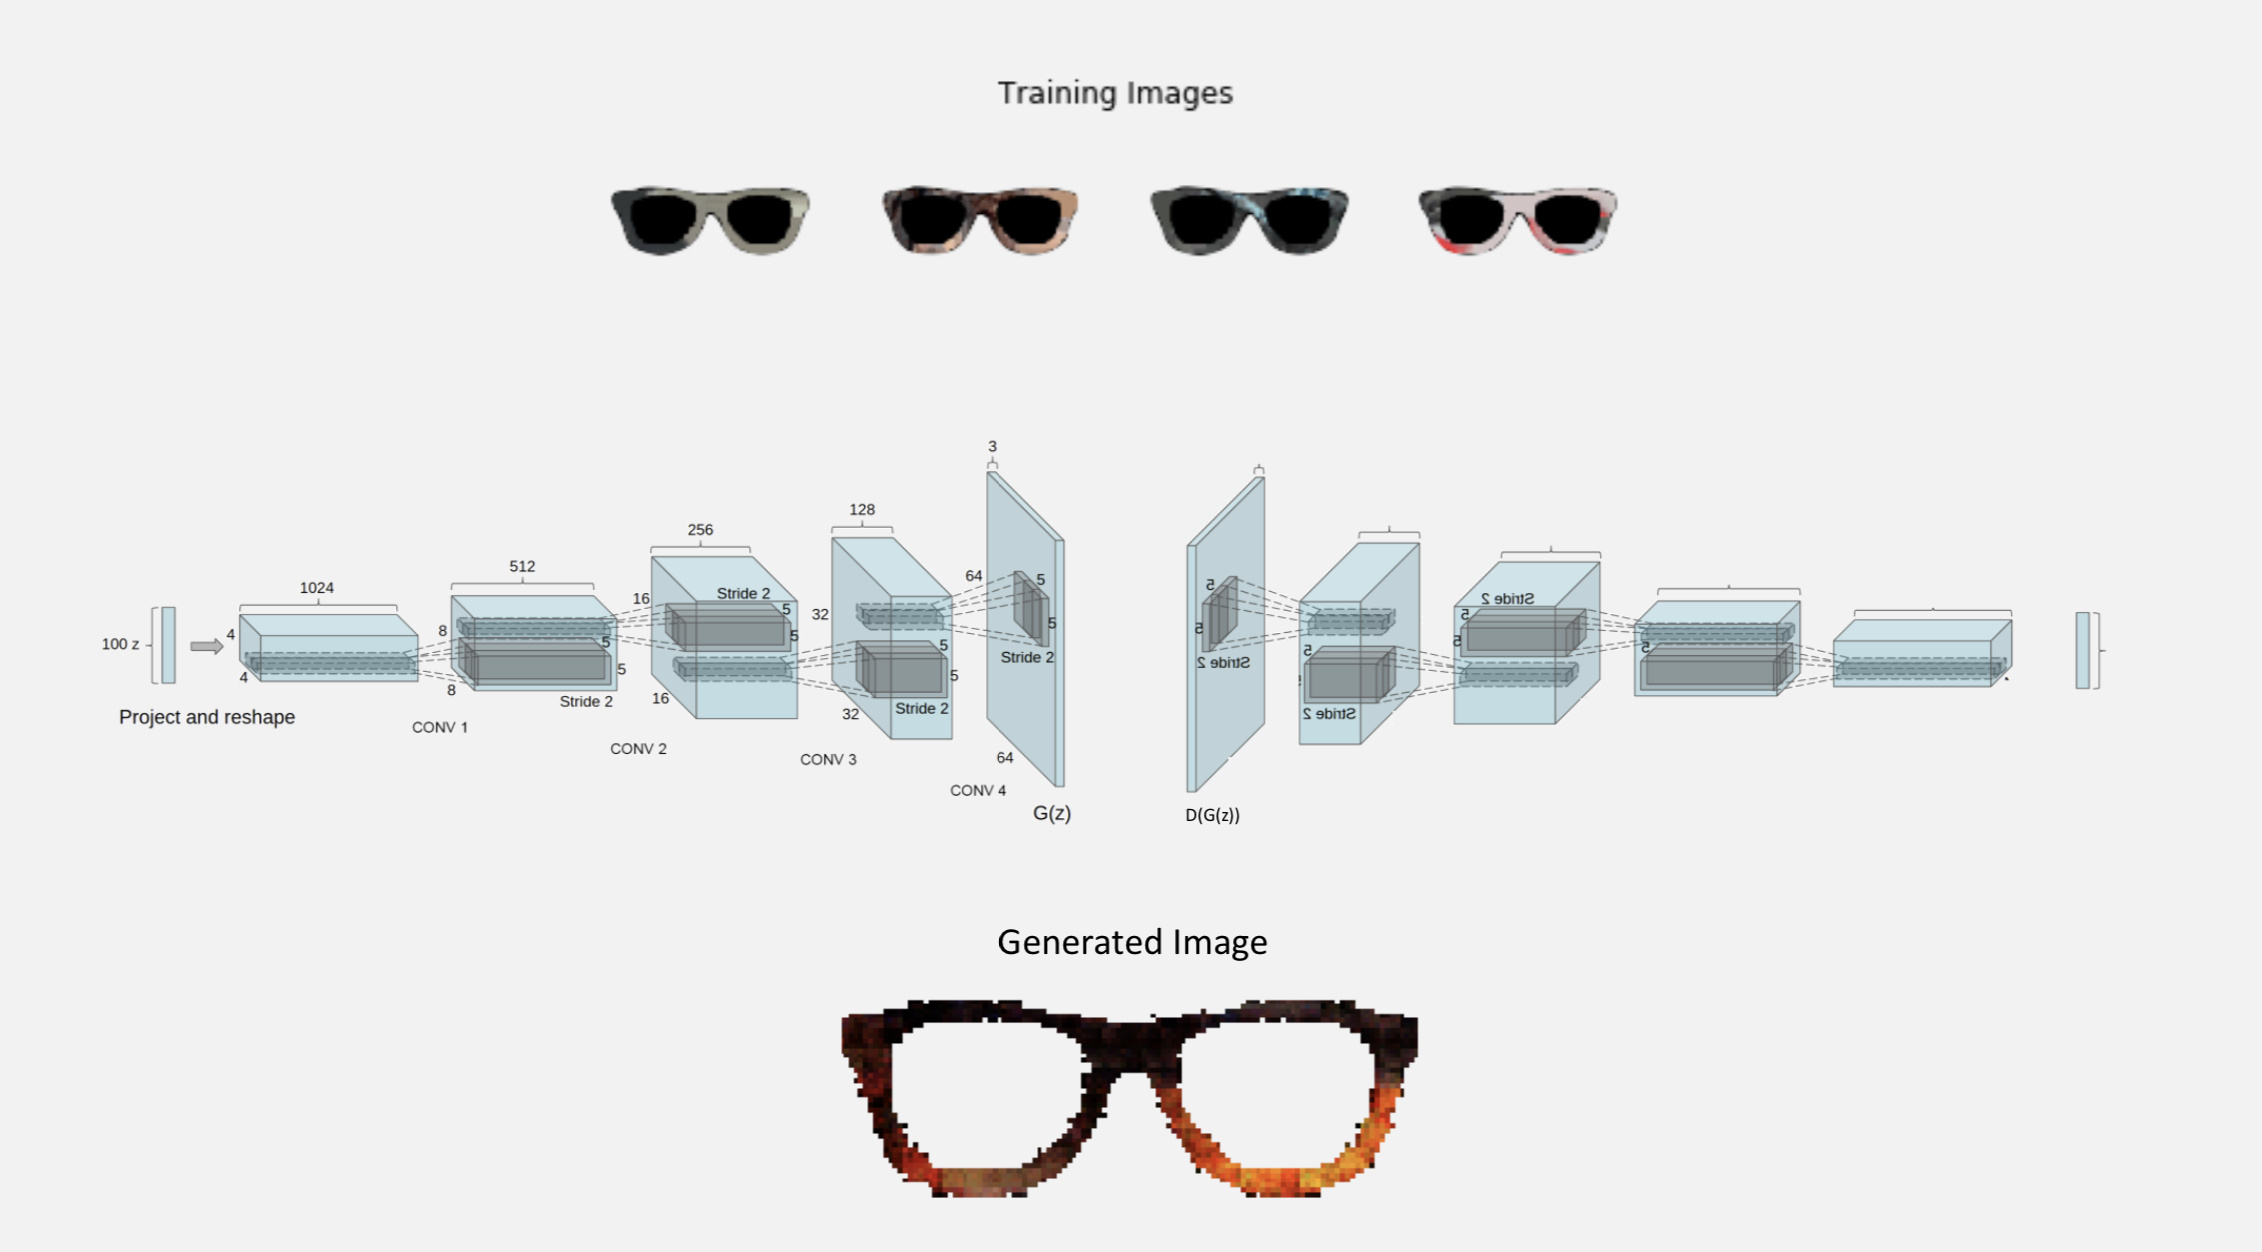 Training Images
3
128
256
512
1024
64
5
5
Stride 2
16
Stride 2
5
5
32
4
8
5
5
100 z
4
8
Stride 2
16
5
5
Stride 2
32
64
Project and reshape
CONV 1
CONV 2
CONV 3
CONV 4
G(z)
5
5
Stride 2
5
Stride 2
Stride 2
5
5
5
D(G(z))
Generated Image